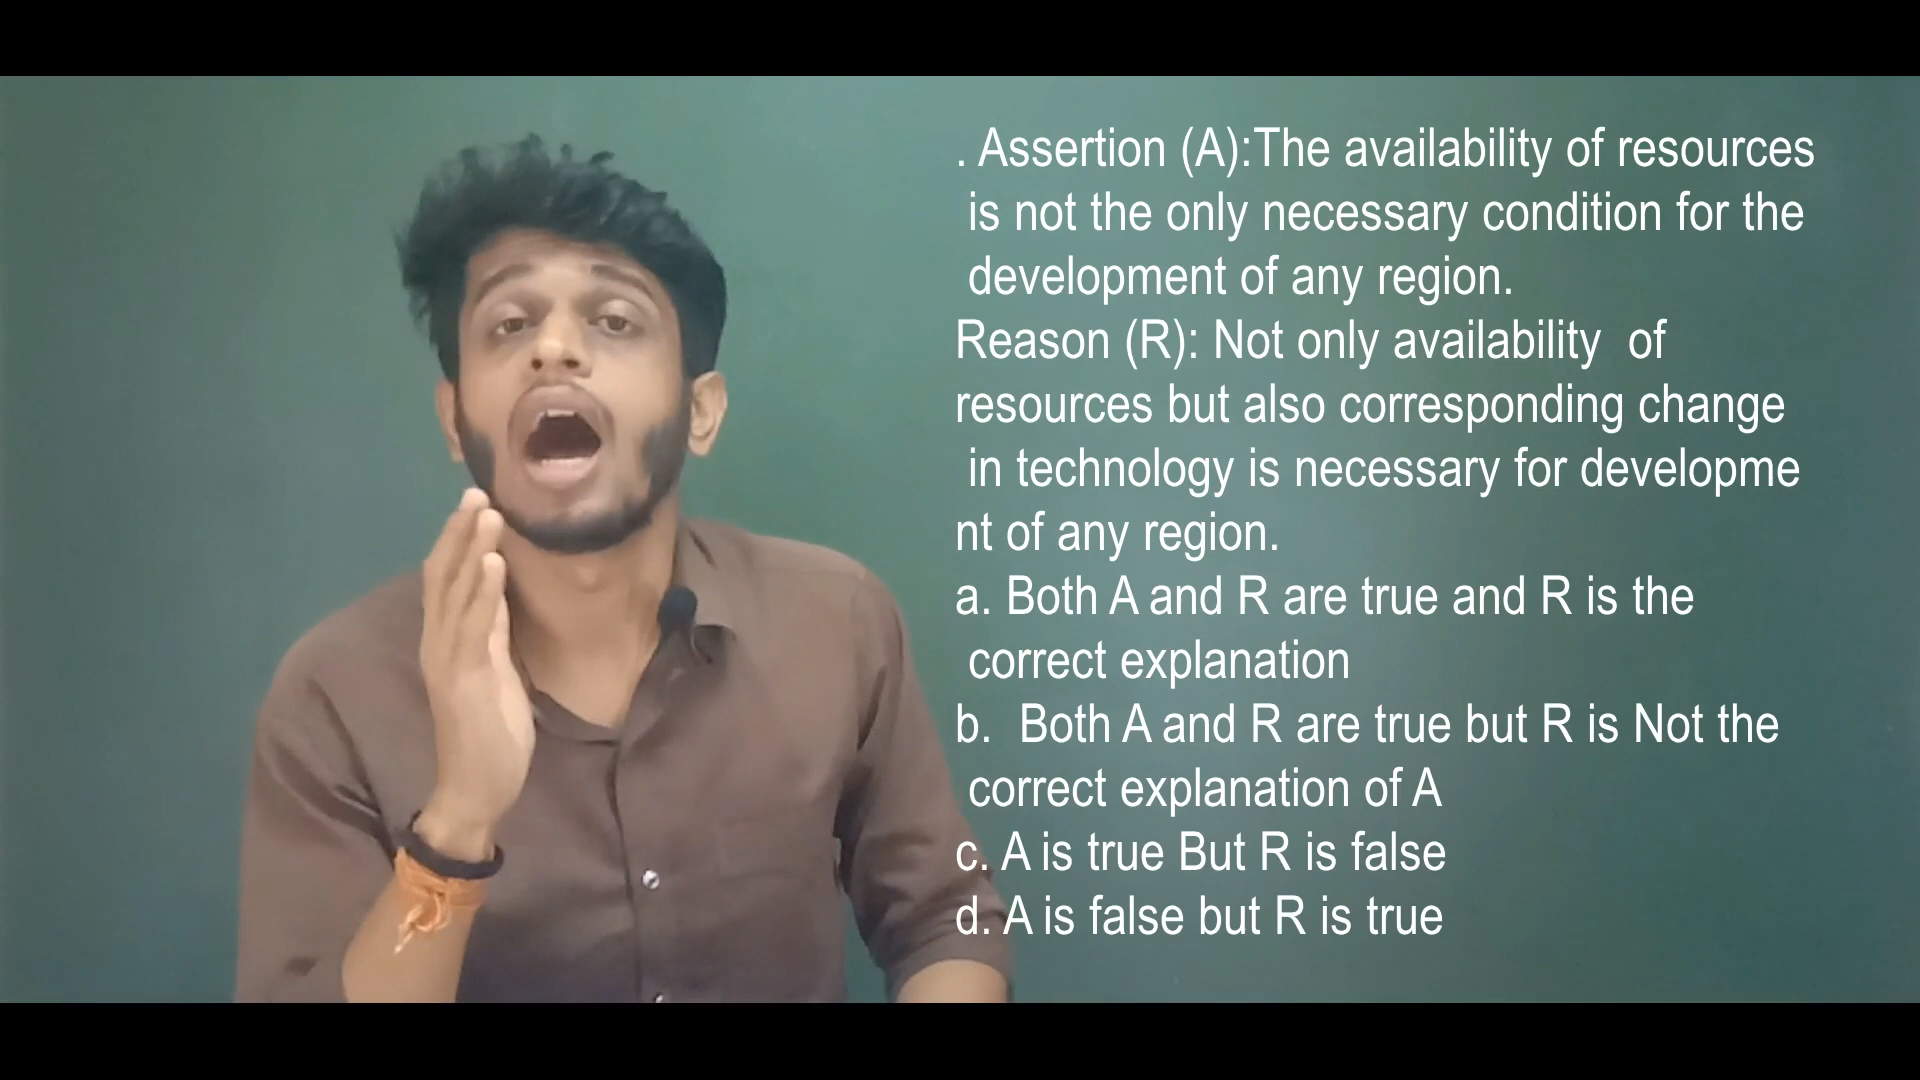 . Assertion (A):The availability of resources
is not the only necessary condition for the
development of any region.
Reason (R): Not only availability  of
resources but also corresponding change
in technology is necessary for developme
nt of any region.
a. Both A and R are true and R is the
correct explanation
b.  Both A and R are true but R is Not the
correct explanation of A
c. A is true But R is false
d. A is false but R is true